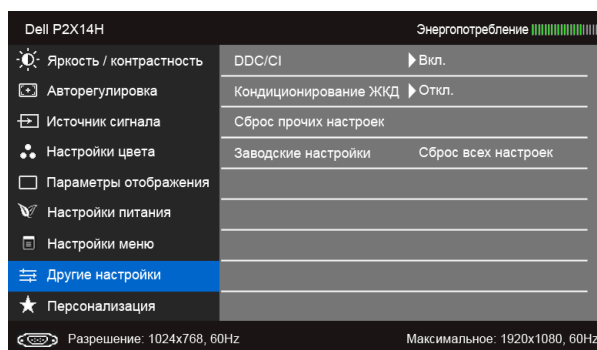 Dell P2X14H Энергопотребление
Яркость / контрастность DDC/CI Вкл.
Авторегулировка Кондиционирование ЖКД Откл.
Источник сигнала Сброс прочих настроек
Настройки цвета Заводские настройки Сброс всех настроек
Параметры отображения
Настройки питания
Настройки меню
Другие настройки
Персонализация
Разрешение: 1024x768, 60Hz Максимальное: 1920x1080, 60Hz